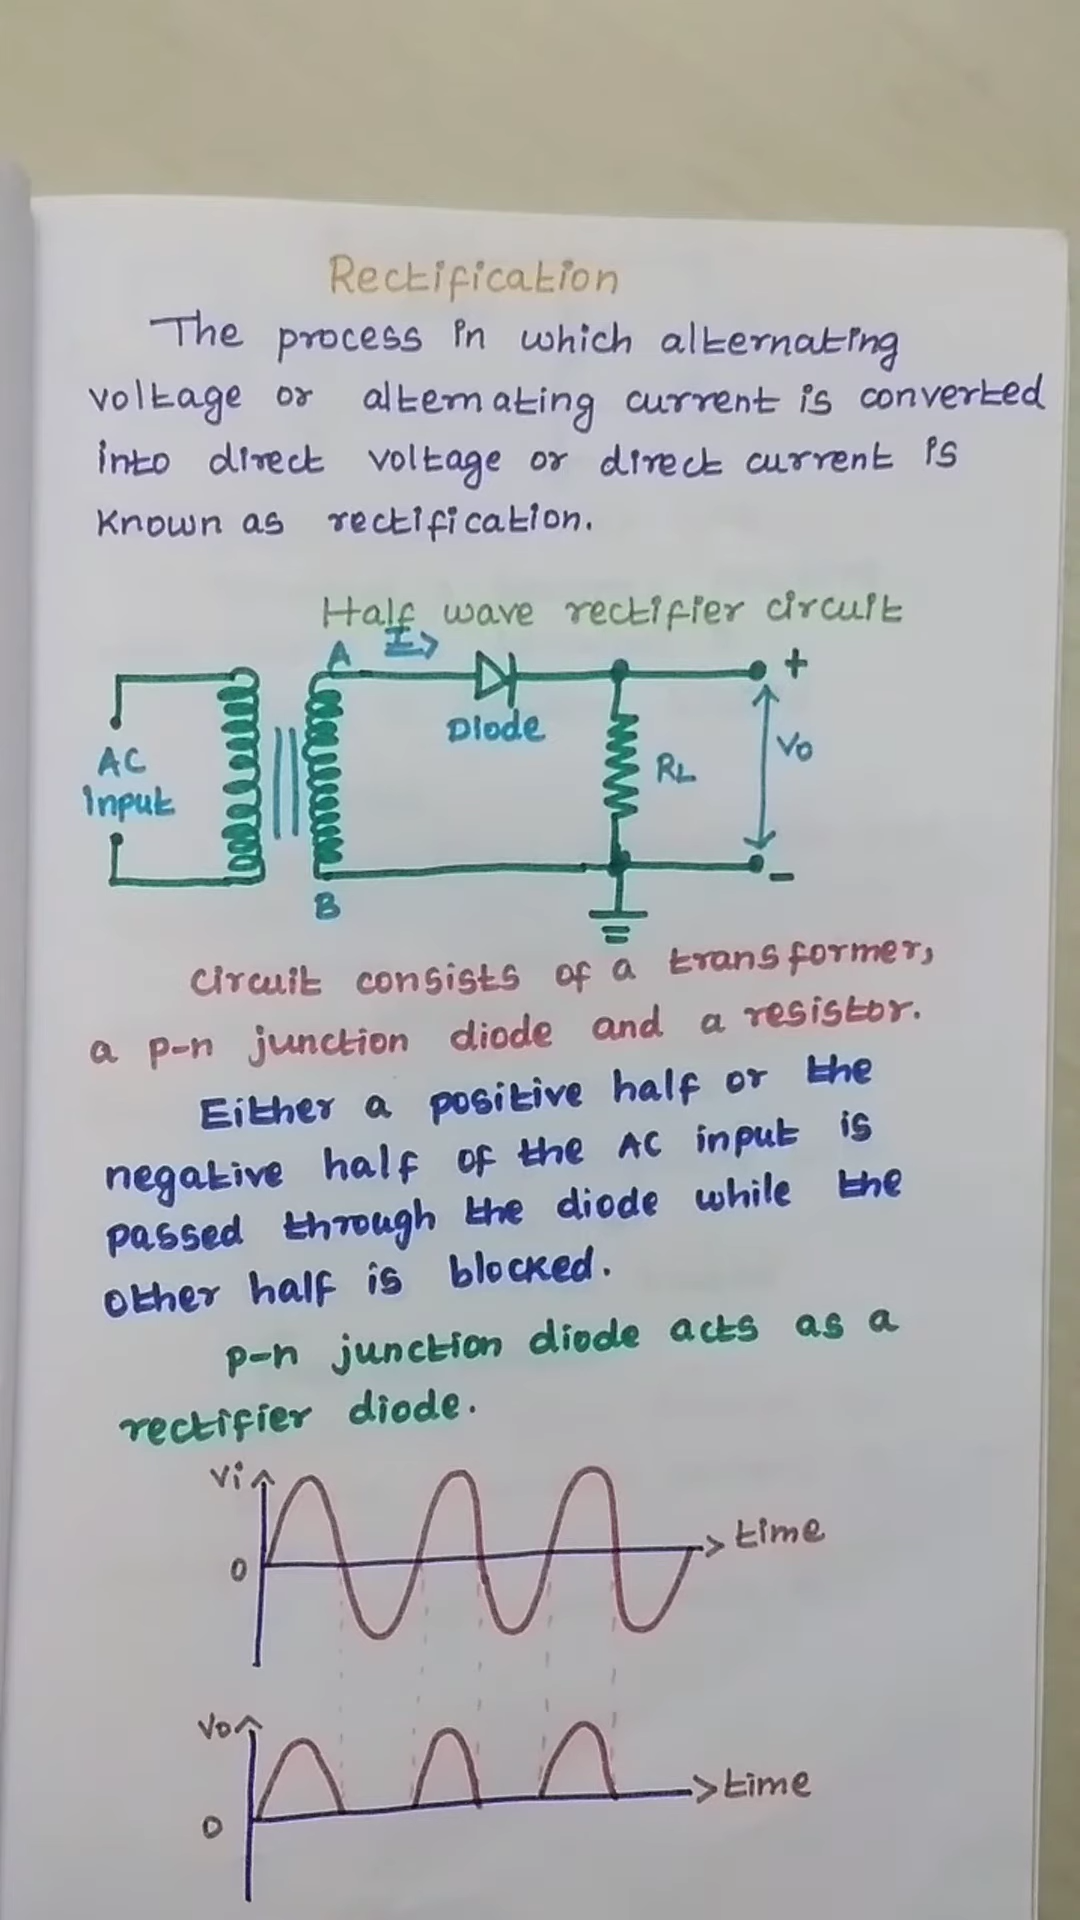 Rectification
The process in which alternating
voltage or alternating current is converted
into direct voltage or direct current is
known as rectification.
Half wave rectifier circuit
A I
+
Diode
AC
Input
RL
Vo
-
B
Circuit consists of a transformer,
a p-n junction diode and a resistor.
Either a positive half or the
negative half of the AC input is
passed through the diode while the
other half is blocked.
p-n junction diode acts as a
rectifier diode.
Vi
time
0
Vo
time
0